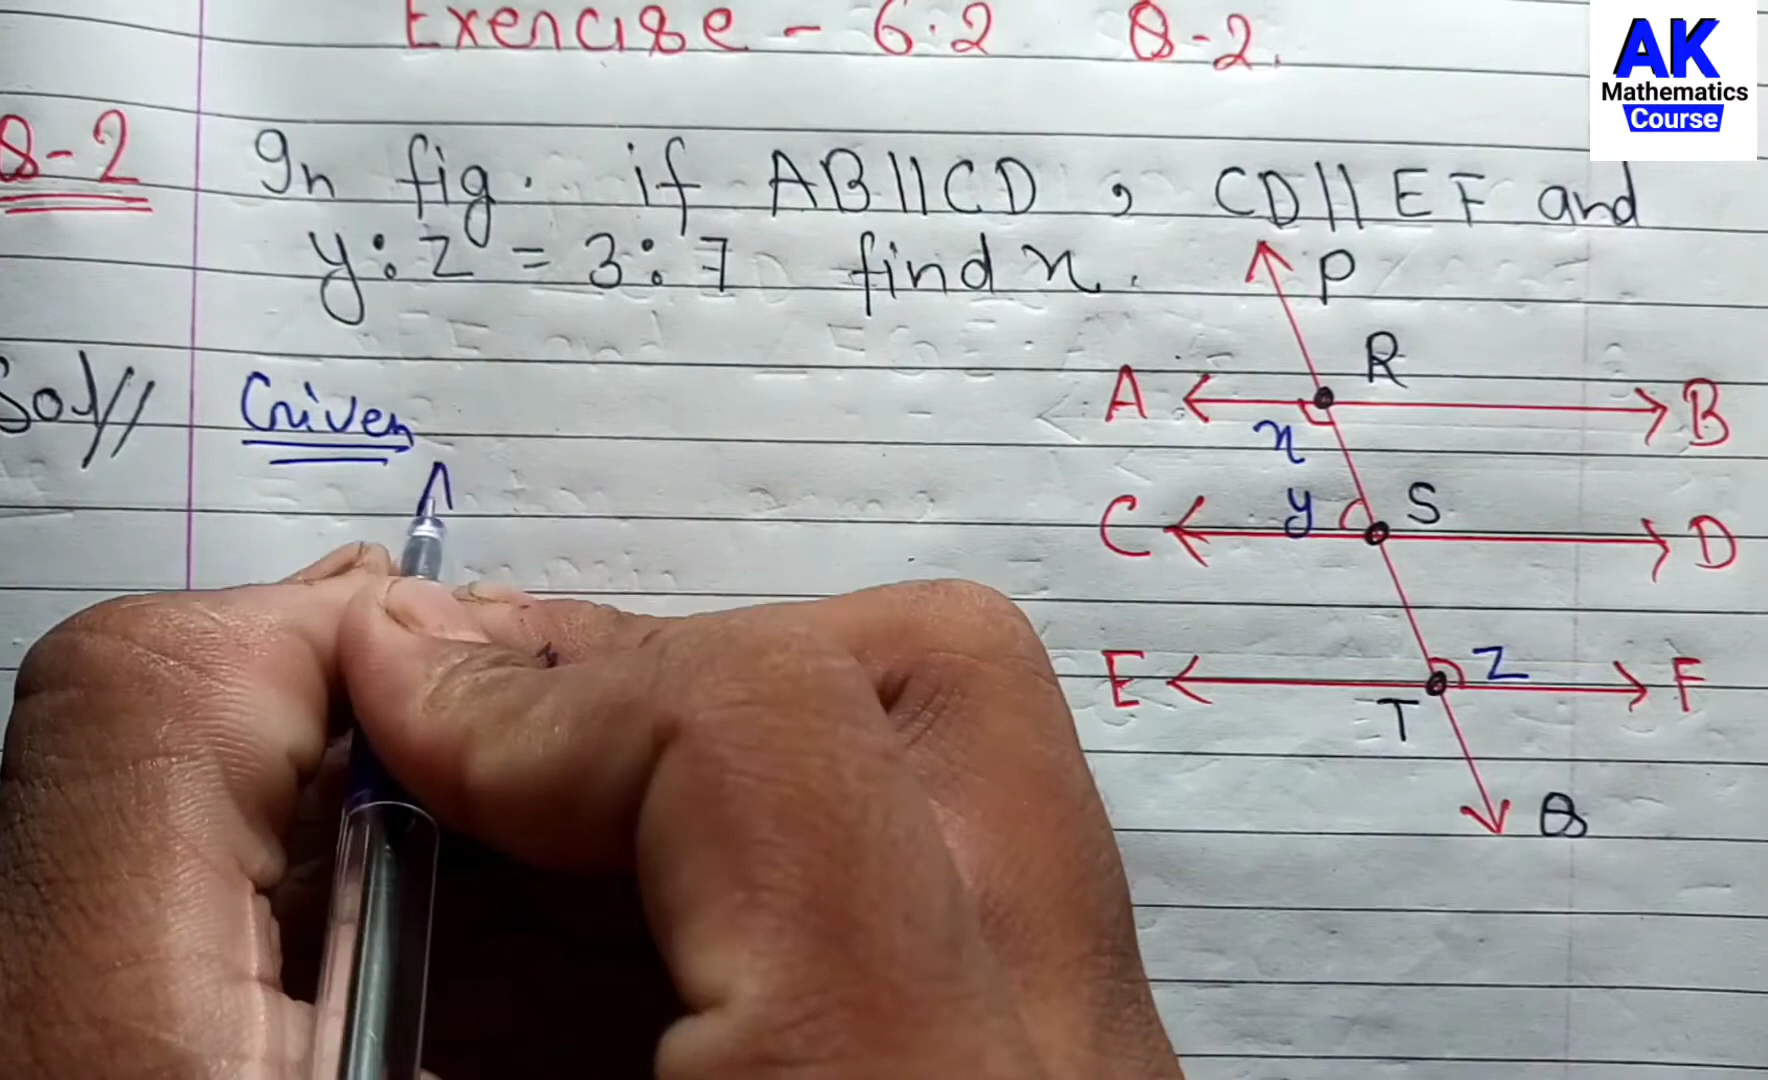 Exercise - 6.2 Q-2.
AK
Mathematics
Course
Q-2 In fig. if AB||CD, CD||EF and
y:z = 3:7 find x.
P
R
Sol// Given
A B
x
y S
C D
z
E F
T
Q